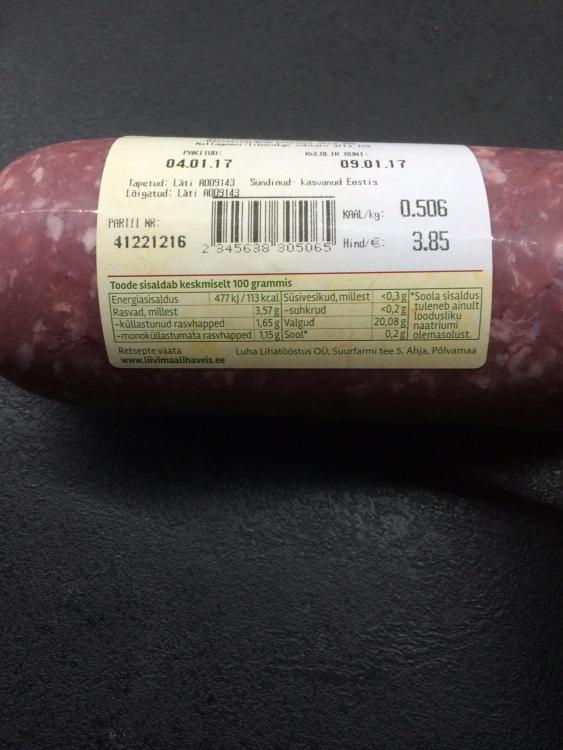 PAKITUD: KÕLBLIK KUNI:
04.01.17 09.01.17
Tapetud: Läti A009143 Sündinud- kasvanud Eestis
Lõigatud: Läti A009143
PARTII NR:
41221216
2 345638 305065
KAAL/kg: 0.506
Hind/€: 3.85
Toode sisaldab keskmiselt 100 grammis
Energiasisaldus 477 kJ/113 kcal Süsivesikud, millest <0,3 g *Soola sisaldus
Rasvad, millest 3,57 g -suhkrud <0,2 g tuleneb ainult
-küllastunud rasvhapped 1,65 g Valgud 20,08 g loodusliku
-monoküllastumata rasvhapped 1,15 g Sool* 0,2 g naatriumi
olemasolust.
Retsepte vaata Luha Lihatööstus OÜ, Suurfarmi tee 5, Ahja, Põlvamaa
www.liivimaalihaveis.ee